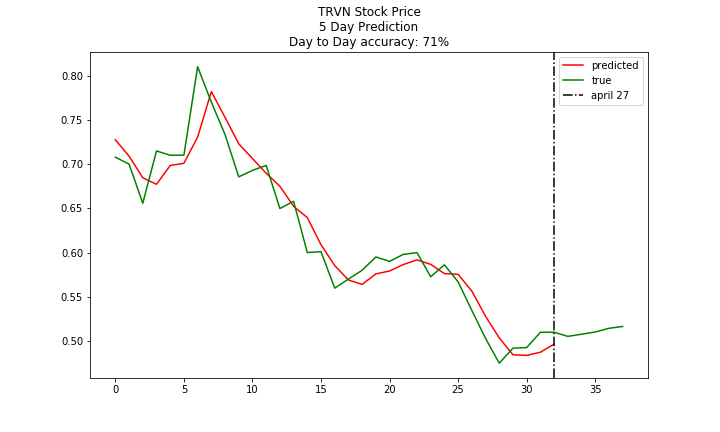 TRVN Stock Price
5 Day Prediction
Day to Day accuracy: 71%
predicted
true
april 27
0.80
0.75
0.70
0.65
0.60
0.55
0.50
0 5 10 15 20 25 30 35